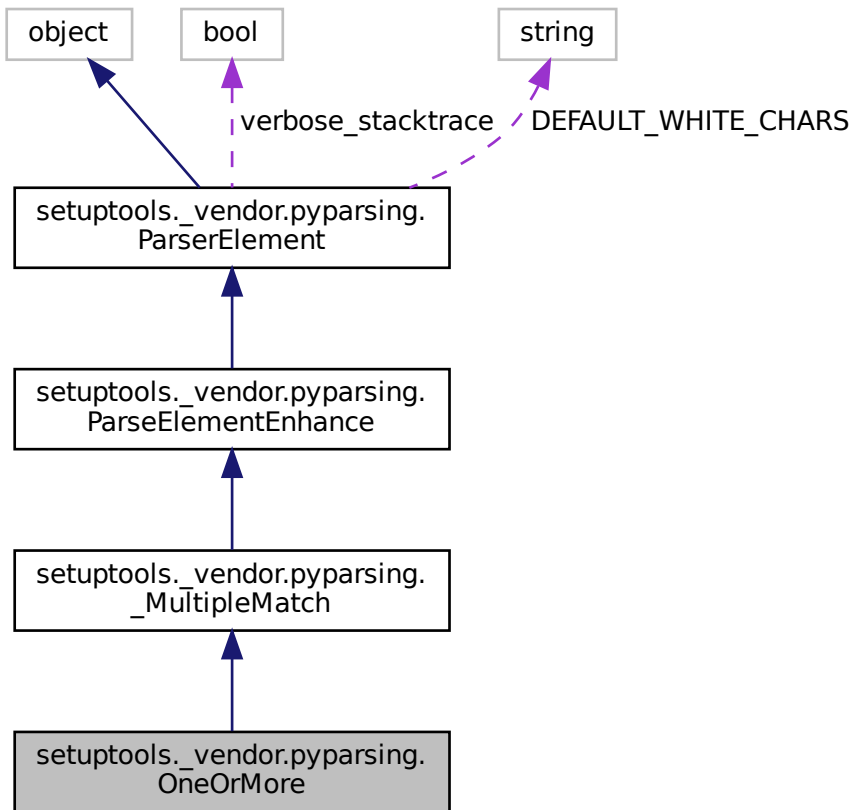 object
bool
string
verbose_stacktrace
DEFAULT_WHITE_CHARS
setuptools._vendor.pyparsing.
ParserElement
setuptools._vendor.pyparsing.
ParseElementEnhance
setuptools._vendor.pyparsing.
_MultipleMatch
setuptools._vendor.pyparsing.
OneOrMore